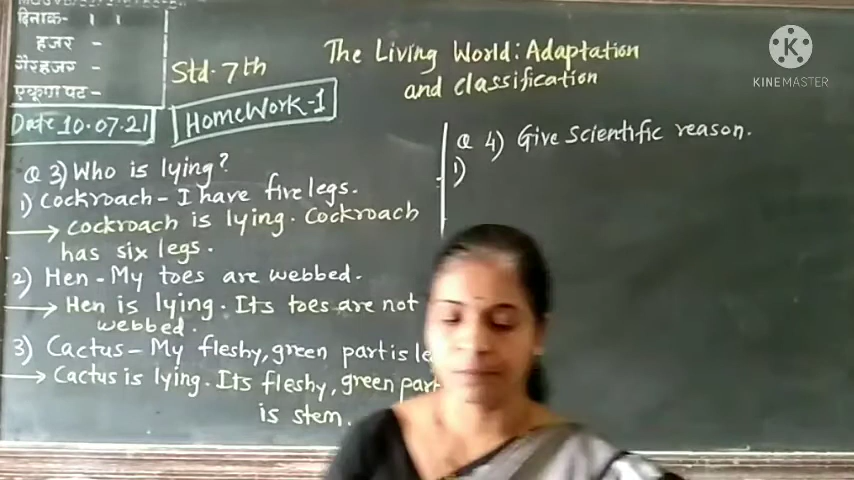 दिनांक-
हजर -
गैरहजर -
एकूण पट -
Date 10.07.21
Std. 7th
HomeWork-1
The Living World: Adaptation
and classification
Q 3) Who is lying?
1) Cockroach - I have five legs.
→ Cockroach is lying. Cockroach
has six legs.
2) Hen - My toes are webbed.
→ Hen is lying. Its toes are not
webbed.
3) Cactus - My fleshy, green part is
→ Cactus is lying. Its fleshy, green part
is stem.
Q 4) Give Scientific reason.
1)
KINEMASTER